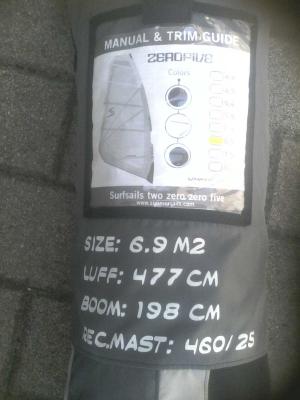 MANUAL & TRIM GUIDE
ZEROFIVE
Colors
Surfsails two zero zero five
SIZE: 6.9 M2
LUFF: 477 CM
BOOM: 198 CM
REC.MAST: 460/25